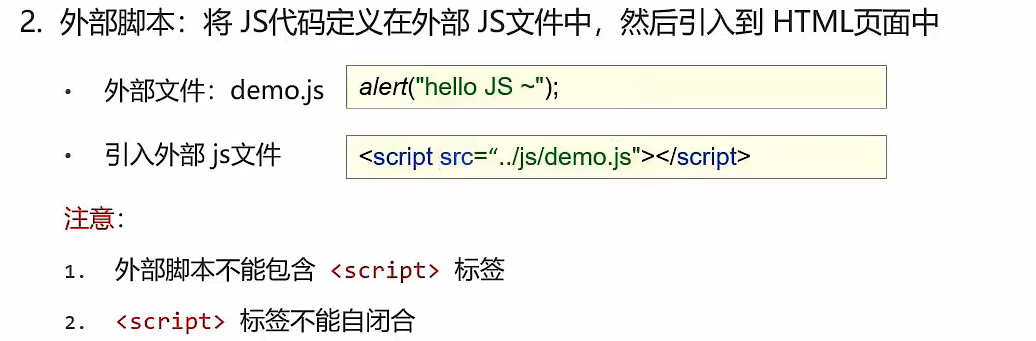 2. 外部脚本：将 JS代码定义在外部 JS文件中，然后引入到 HTML页面中
• 外部文件：demo.js alert("hello JS ~");
• 引入外部 js文件 <script src=“../js/demo.js"></script>
注意：
1. 外部脚本不能包含 <script> 标签
2. <script> 标签不能自闭合